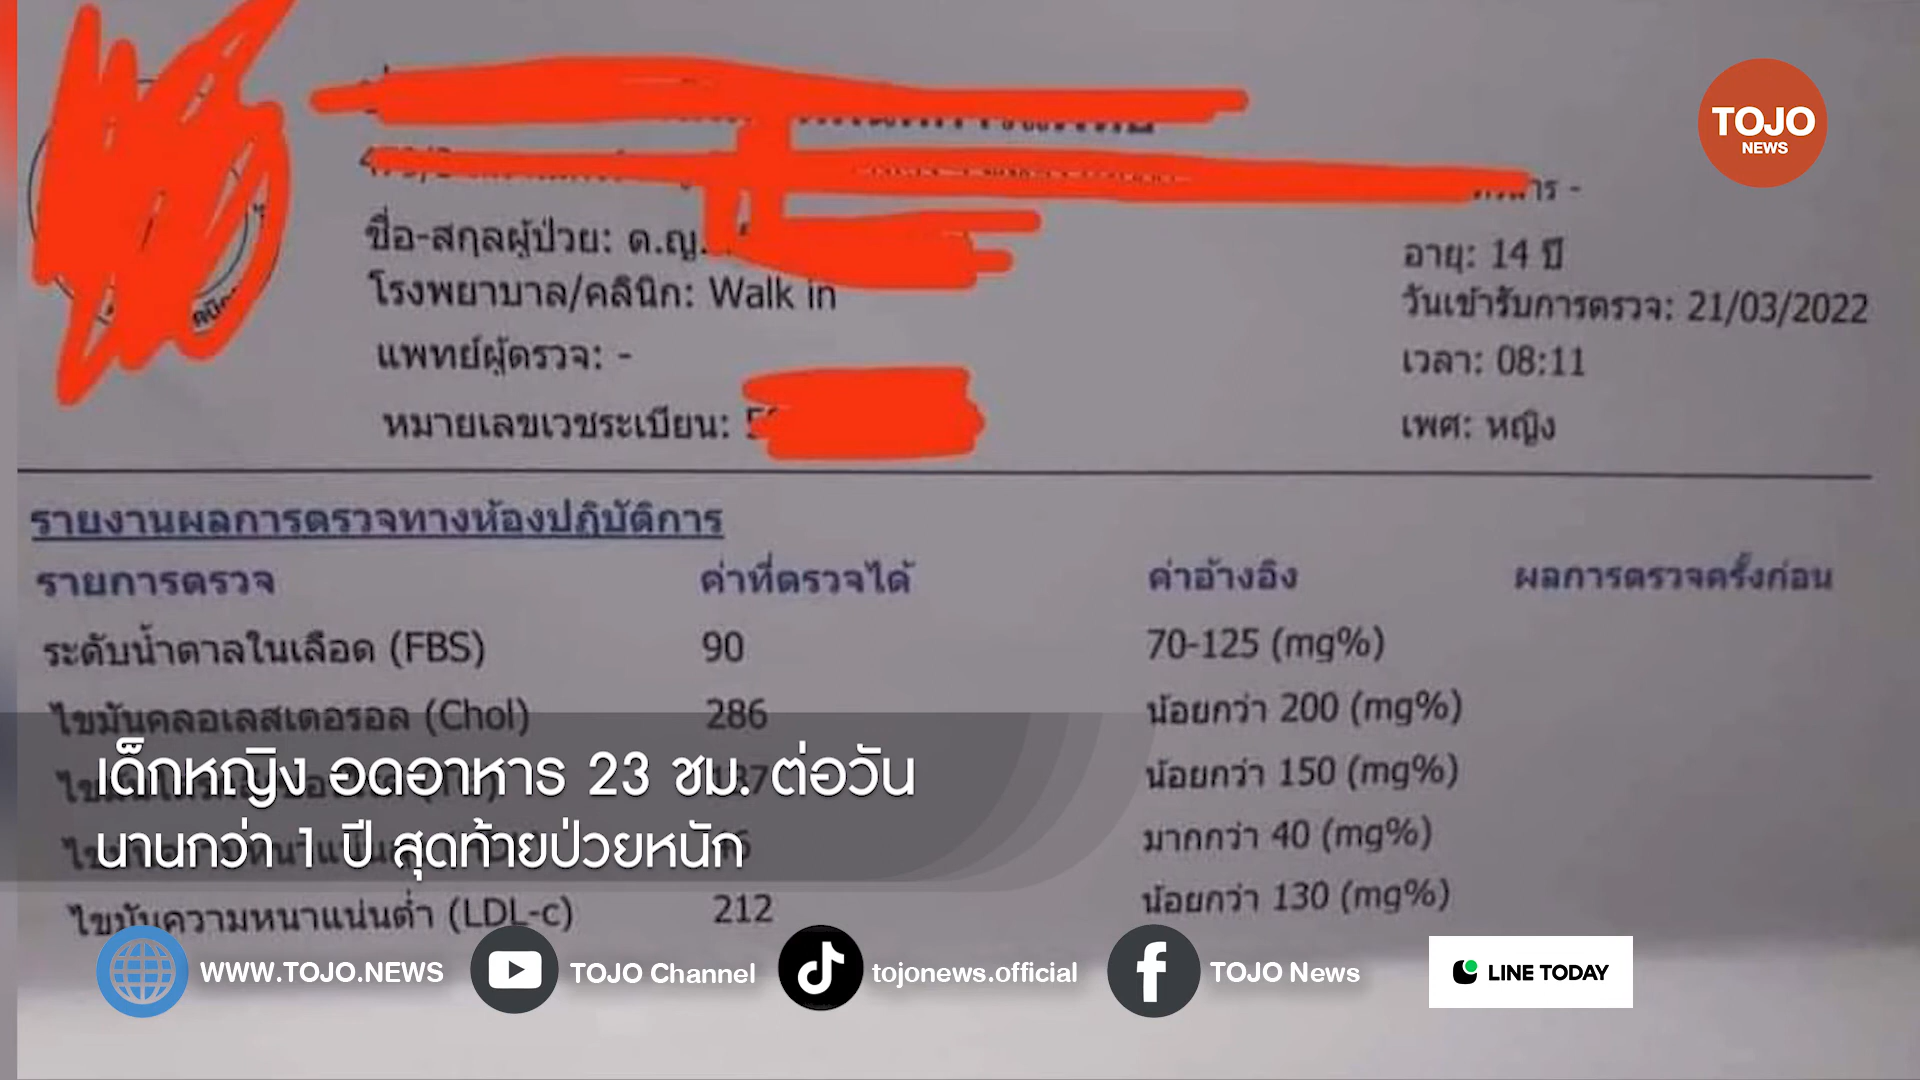 TOJO
NEWS
ชื่อ-สกุลผู้ป่วย: ด.ญ.
อายุ: 14 ปี
โรงพยาบาล/คลินิก: Walk in
วันเข้ารับการตรวจ: 21/03/2022
แพทย์ผู้ตรวจ: -
เวลา: 08:11
หมายเลขเวชระเบียน:
เพศ: หญิง
รายงานผลการตรวจทางห้องปฏิบัติการ
รายการตรวจ ค่าที่ตรวจได้ ค่าอ้างอิง ผลการตรวจครั้งก่อน
ระดับน้ำตาลในเลือด (FBS) 90 70-125 (mg%)
ไขมันคลอเลสเตอรอล (Chol) 286 น้อยกว่า 200 (mg%)
น้อยกว่า 150 (mg%)
มากกว่า 40 (mg%)
ไขมันความหนาแน่นต่ำ (LDL-c) 212 น้อยกว่า 130 (mg%)
เด็กหญิง อดอาหาร 23 ชม. ต่อวัน
นานกว่า 1 ปี สุดท้ายป่วยหนัก
WWW.TOJO.NEWS TOJO Channel tojonews.official TOJO News LINE TODAY